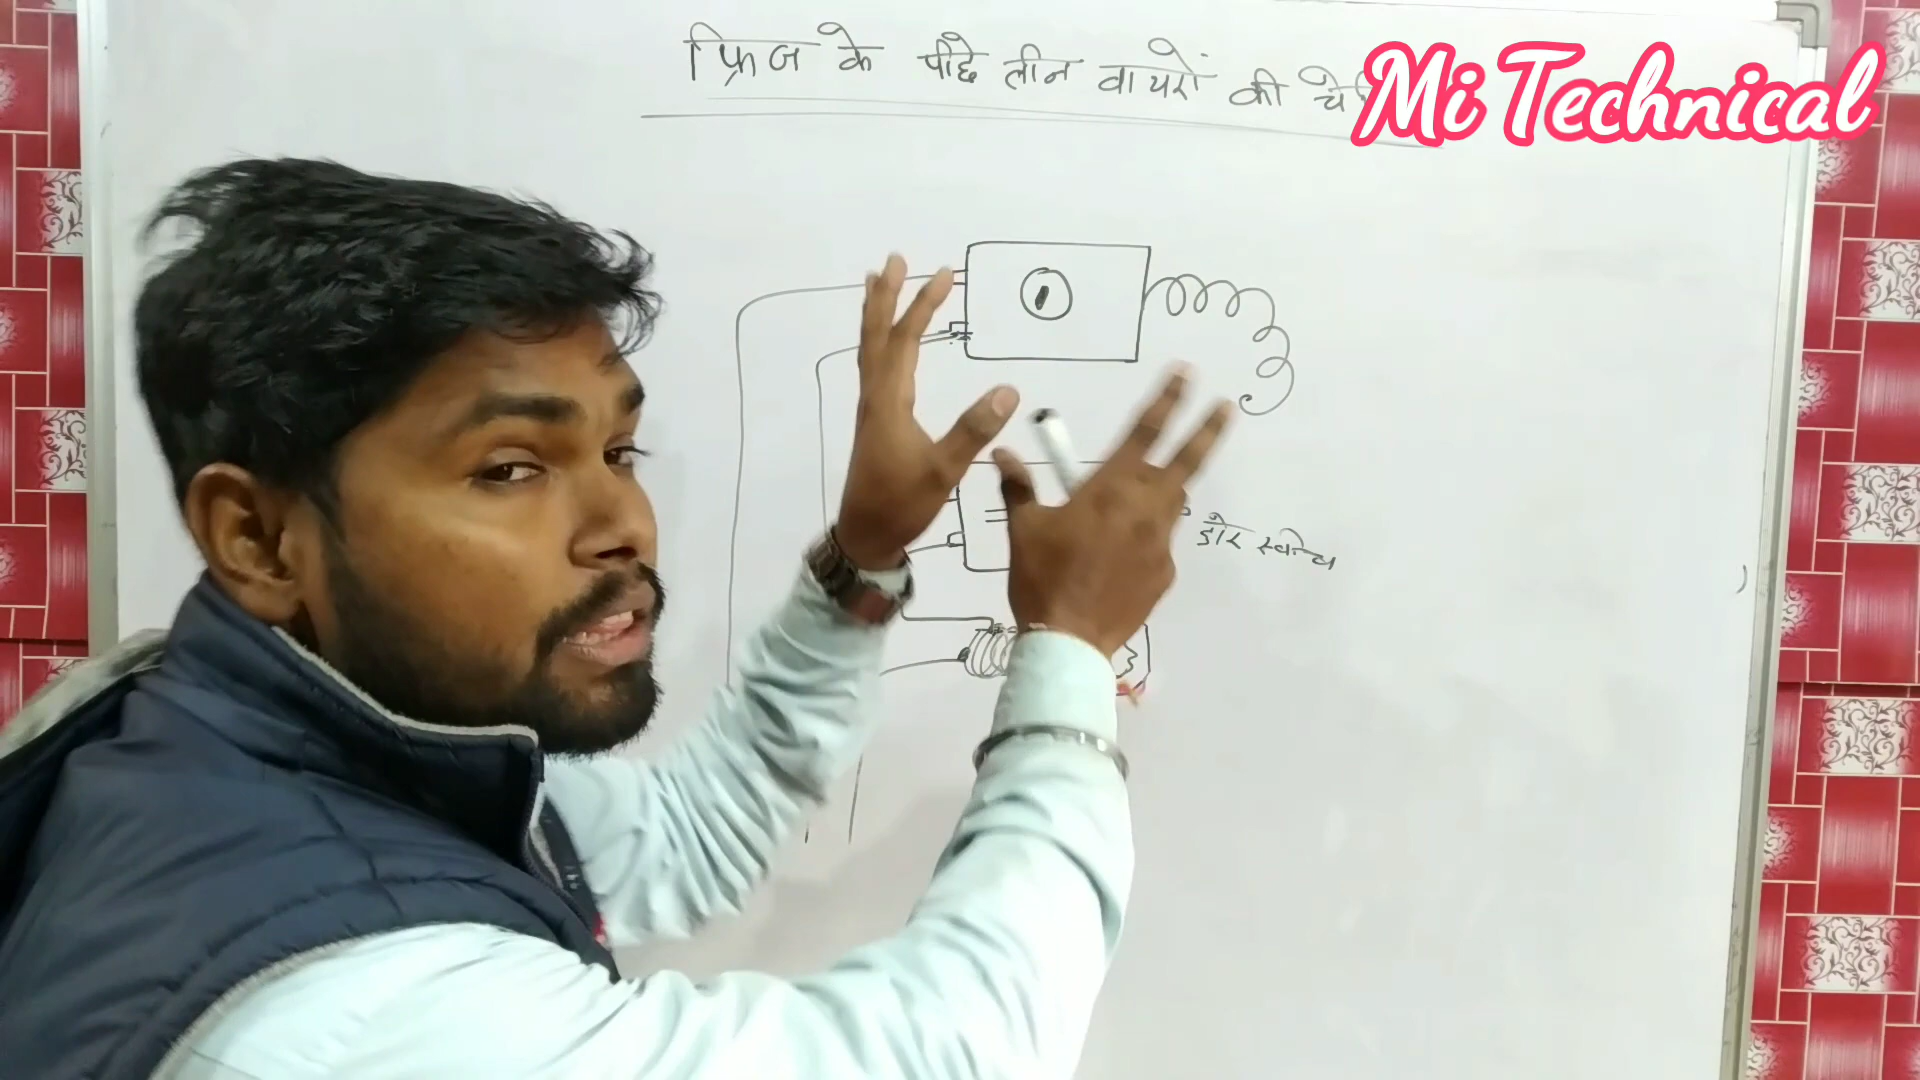 फ्रिज के पीछे तीन वायरों की चे
Mi Technical
डोर स्वीच